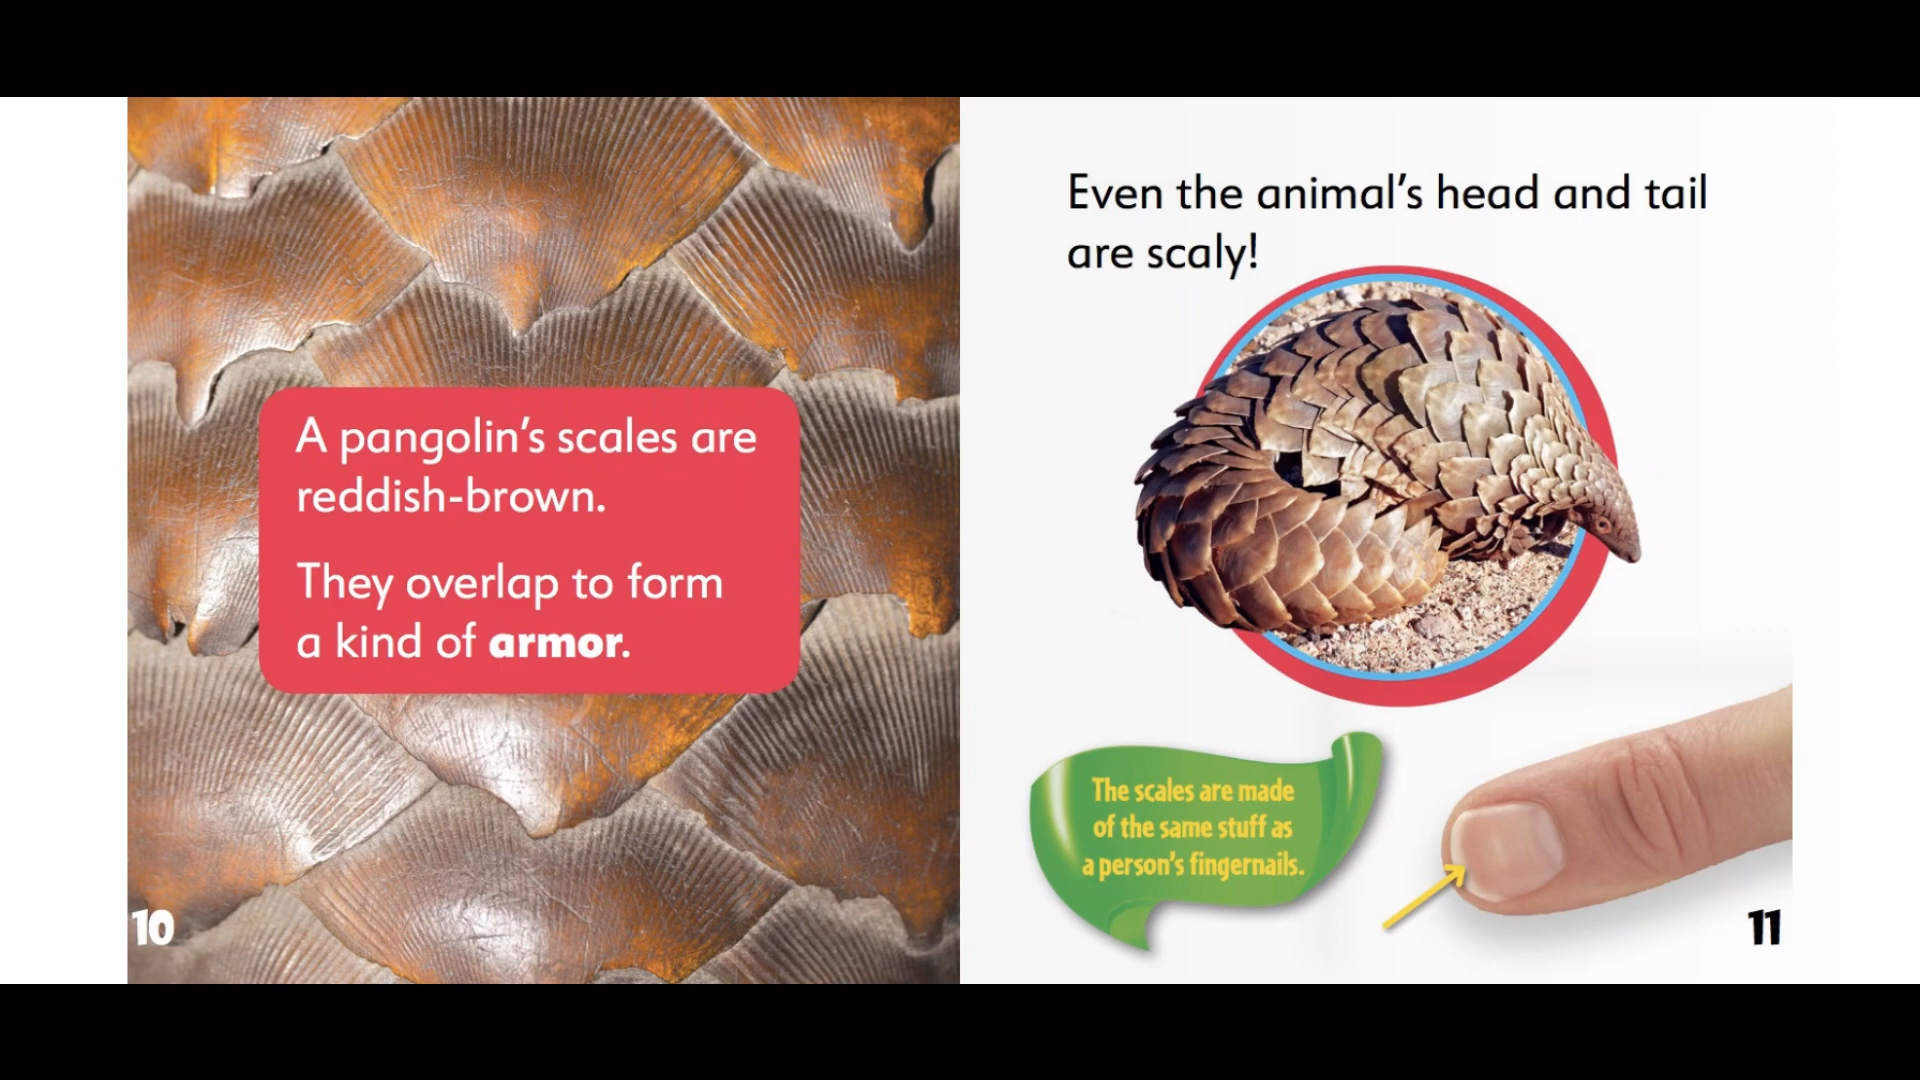 A pangolin's scales are
reddish-brown.
They overlap to form
a kind of armor.
10
Even the animal's head and tail
are scaly!
The scales are made
of the same stuff as
a person's fingernails.
11